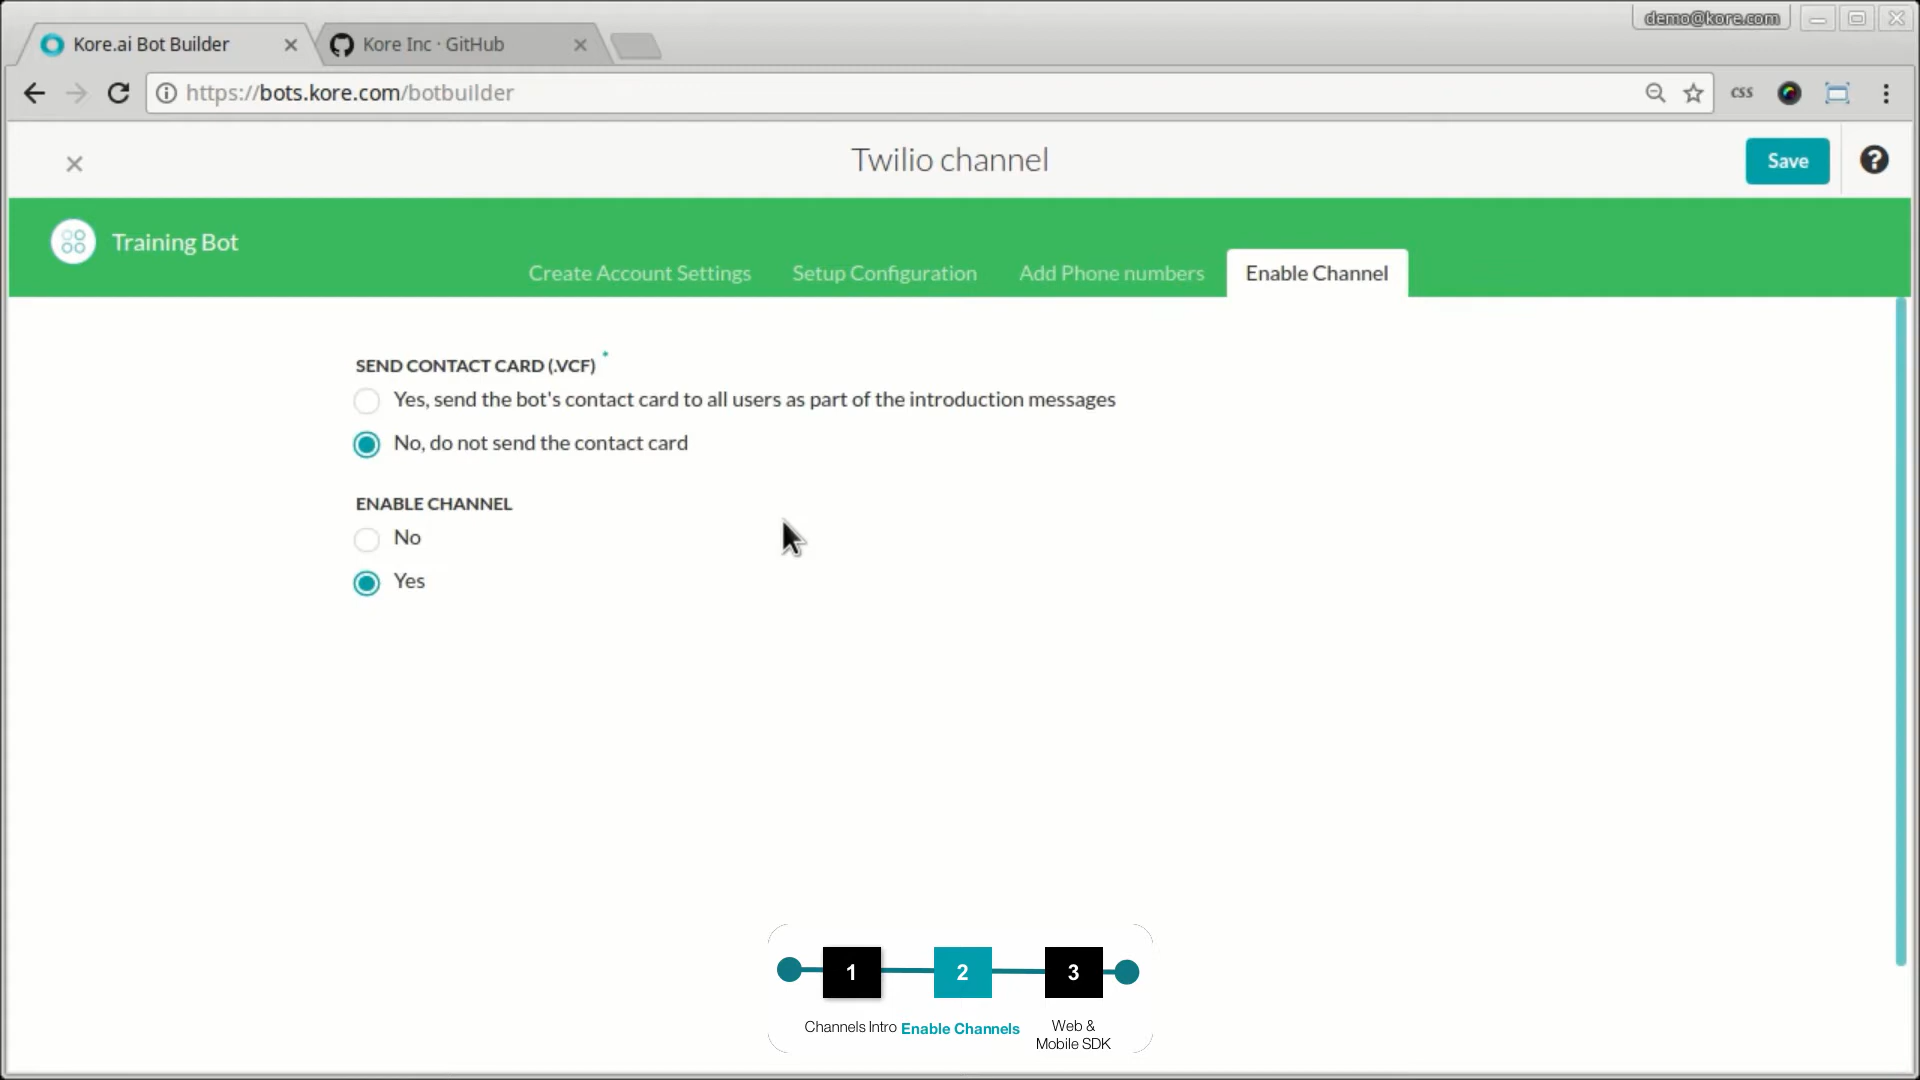 demo@kore.com
Kore.ai Bot Builder
Kore Inc · GitHub
https://bots.kore.com/botbuilder
CSS
Twilio channel
Save
?
Training Bot
Create Account Settings
Setup Configuration
Add Phone numbers
Enable Channel
SEND CONTACT CARD (.VCF) *
Yes, send the bot's contact card to all users as part of the introduction messages
No, do not send the contact card
ENABLE CHANNEL
No
Yes
1
2
3
Channels Intro
Enable Channels
Web &
Mobile SDK